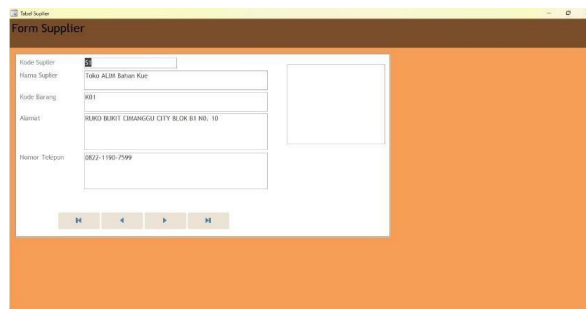 Tabel Suplier
Form Supplier
Kode Suplier
S1
Nama Suplier
Toko ALIM Bahan Kue
Kode Barang
K01
Alamat
RUKO BUKIT CIMANGGU CITY BLOK B1 NO. 10
Nomor Telepon
0822-1190-7599